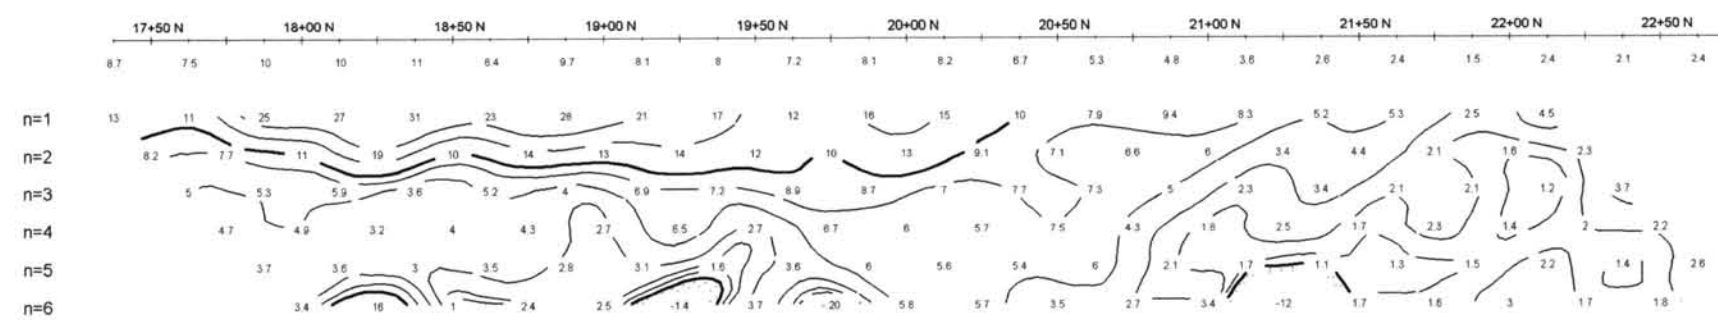 17+50 N 18+00 N 18+50 N 19+00 N 19+50 N 20+00 N 20+50 N 21+00 N 21+50 N 22+00 N 22+50 N
8.7 7.5 10 10 11 8.4 9.7 8.1 8 7.2 8.1 8.2 6.7 5.3 4.8 3.6 2.6 2.4 1.5 2.4 2.1 2.4
n=1 13 11 25 27 31 23 26 21 17 12 16 15 10 7.9 9.4 8.3 5.2 5.3 2.5 4.5
n=2 8.2 7.7 11 19 10 14 13 14 12 10 13 9.1 7.1 6.6 6 3.4 4.4 2.1 1.6 2.3
n=3 5 5.3 5.9 3.6 5.2 4 6.9 7.2 8.9 8.7 7 7.7 7.3 5 2.3 3.4 2.1 2.1 1.2 3.7
n=4 4.7 4.9 3.2 4 4.3 2.7 6.5 2.7 6.7 6 5.7 7.5 4.3 1.8 2.5 1.7 2.3 1.4 2 2.2
n=5 3.7 3.6 3 3.5 2.8 3.1 1.6 3.6 6 5.6 5.4 6 2.1 1.7 1.1 1.3 1.5 2.2 1.4 2.6
n=6 3.4 16 1 2.4 2.5 -1.4 3.7 -20 5.8 5.7 3.5 2.7 3.4 -12 1.7 1.6 3 1.7 1.8